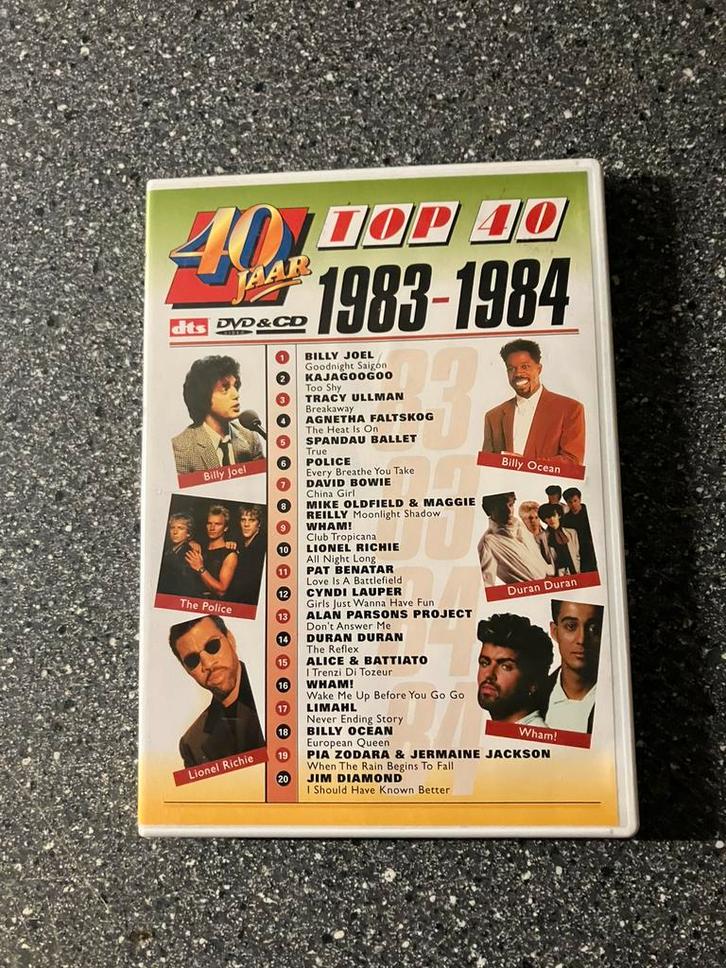 40 JAAR
TOP 40
1983-1984
dts DVD & CD
VIDEO
1 BILLY JOEL
Goodnight Saigon
2 KAJAGOOGOO
Too Shy
3 TRACY ULLMAN
Breakaway
4 AGNETHA FALTSKOG
The Heat Is On
5 SPANDAU BALLET
True
6 POLICE
Every Breathe You Take
7 DAVID BOWIE
China Girl
8 MIKE OLDFIELD & MAGGIE
REILLY Moonlight Shadow
9 WHAM!
Club Tropicana
10 LIONEL RICHIE
All Night Long
11 PAT BENATAR
Love Is A Battlefield
12 CYNDI LAUPER
Girls Just Wanna Have Fun
13 ALAN PARSONS PROJECT
Don't Answer Me
14 DURAN DURAN
The Reflex
15 ALICE & BATTIATO
I Trenzi Di Tozeur
16 WHAM!
Wake Me Up Before You Go Go
17 LIMAHL
Never Ending Story
18 BILLY OCEAN
European Queen
19 PIA ZODARA & JERMAINE JACKSON
When The Rain Begins To Fall
20 JIM DIAMOND
I Should Have Known Better
Billy Joel
The Police
Lionel Richie
Billy Ocean
Duran Duran
Wham!
83
83
84
84